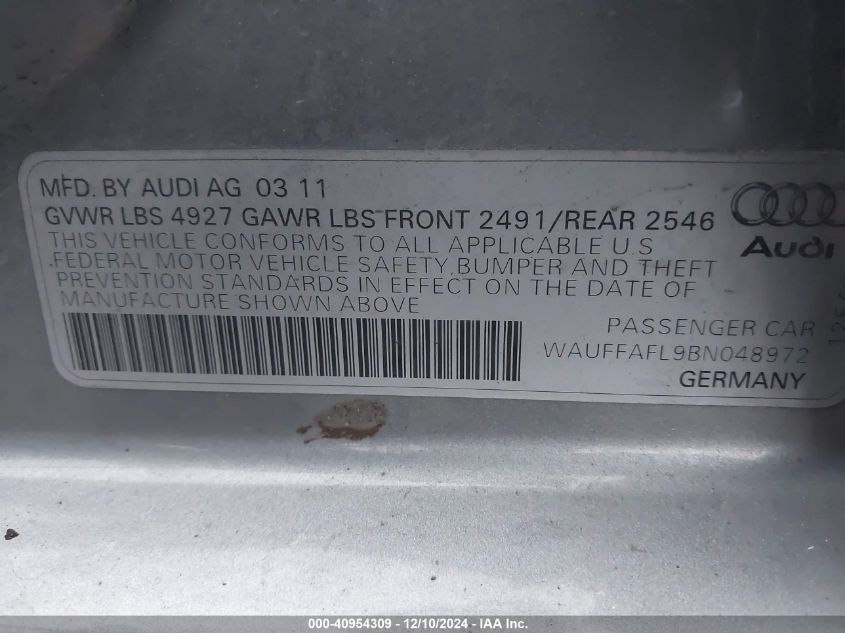 MFD. BY AUDI AG 03 11
GVWR LBS 4927 GAWR LBS FRONT 2491/REAR 2546
THIS VEHICLE CONFORMS TO ALL APPLICABLE U S
FEDERAL MOTOR VEHICLE SAFETY, BUMPER AND THEFT
PREVENTION STANDARDS IN EFFECT ON THE DATE OF
MANUFACTURE SHOWN ABOVE
Audi
PASSENGER CAR
WAUFFAFL9BN048972
GERMANY
000-40954309 - 12/10/2024 - IAA Inc.